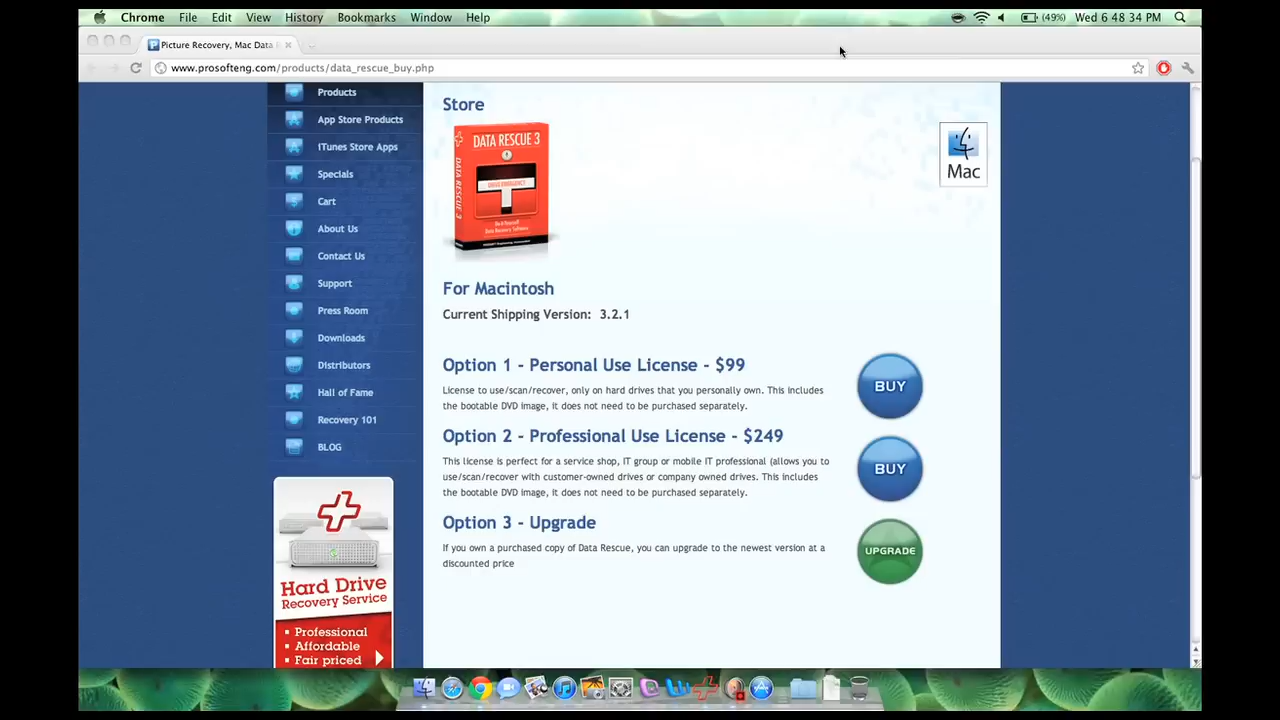 Chrome File Edit View History Bookmarks Window Help (49%) Wed 6 48 34 PM
Picture Recovery, Mac Data
www.prosofteng.com/products/data_rescue_buy.php
Products
App Store Products
ITunes Store Apps
Specials
Cart
About Us
Contact Us
Support
Press Room
Downloads
Distributors
Hall of Fame
Recovery 101
BLOG
Hard Drive
Recovery Service
Professional
Affordable
Fair priced
Store
DATA RESCUE 3
DATA RESCUE 3
Mac
For Macintosh
Current Shipping Version: 3.2.1
Option 1 - Personal Use License - $99
License to use/scan/recover, only on hard drives that you personally own. This includes
the bootable DVD image, it does not need to be purchased separately.
BUY
Option 2 - Professional Use License - $249
This license is perfect for a service shop, IT group or mobile IT professional (allows you to
use/scan/recover with customer-owned drives or company owned drives. This includes
the bootable DVD image, it does not need to be purchased separately.
BUY
Option 3 - Upgrade
If you own a purchased copy of Data Rescue, you can upgrade to the newest version at a
discounted price
UPGRADE